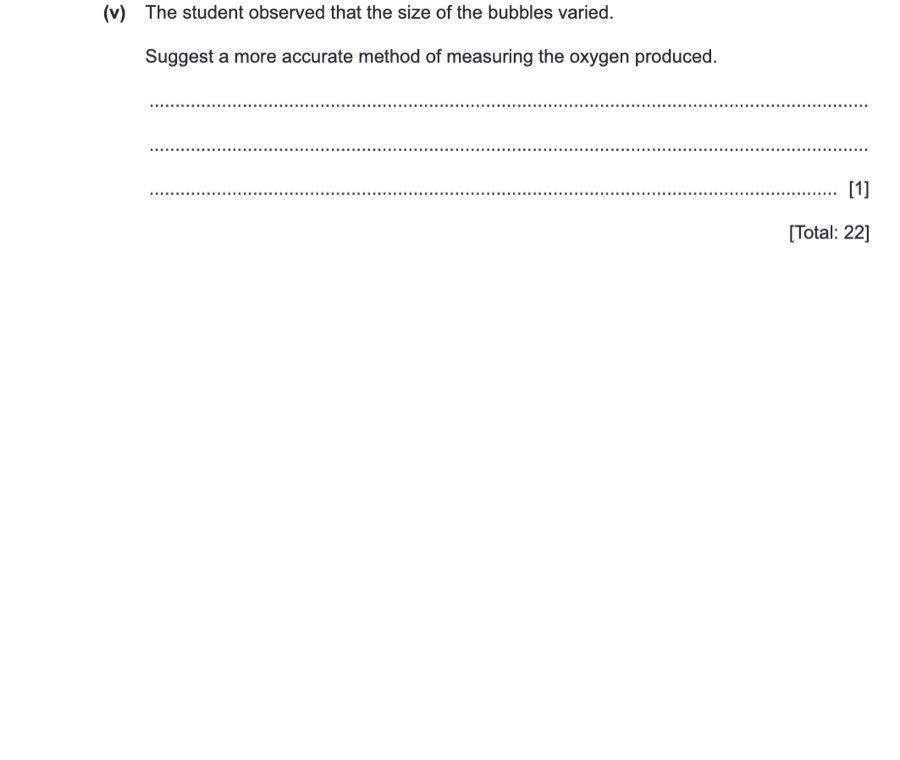 (v) The student observed that the size of the bubbles varied.
Suggest a more accurate method of measuring the oxygen produced.
[1]
[Total: 22]